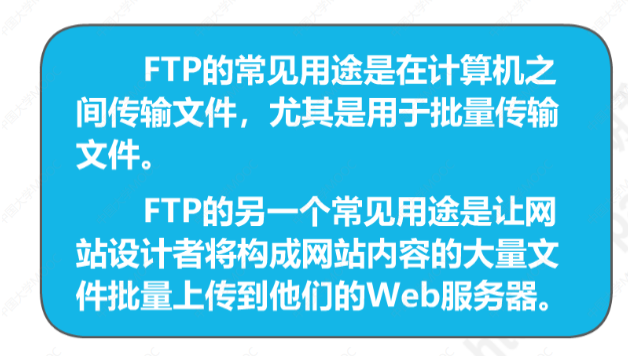 FTP的常见用途是在计算机之
间传输文件，尤其是用于批量传输
文件。
FTP的另一个常见用途是让网
站设计者将构成网站内容的大量文
件批量上传到他们的Web服务器。